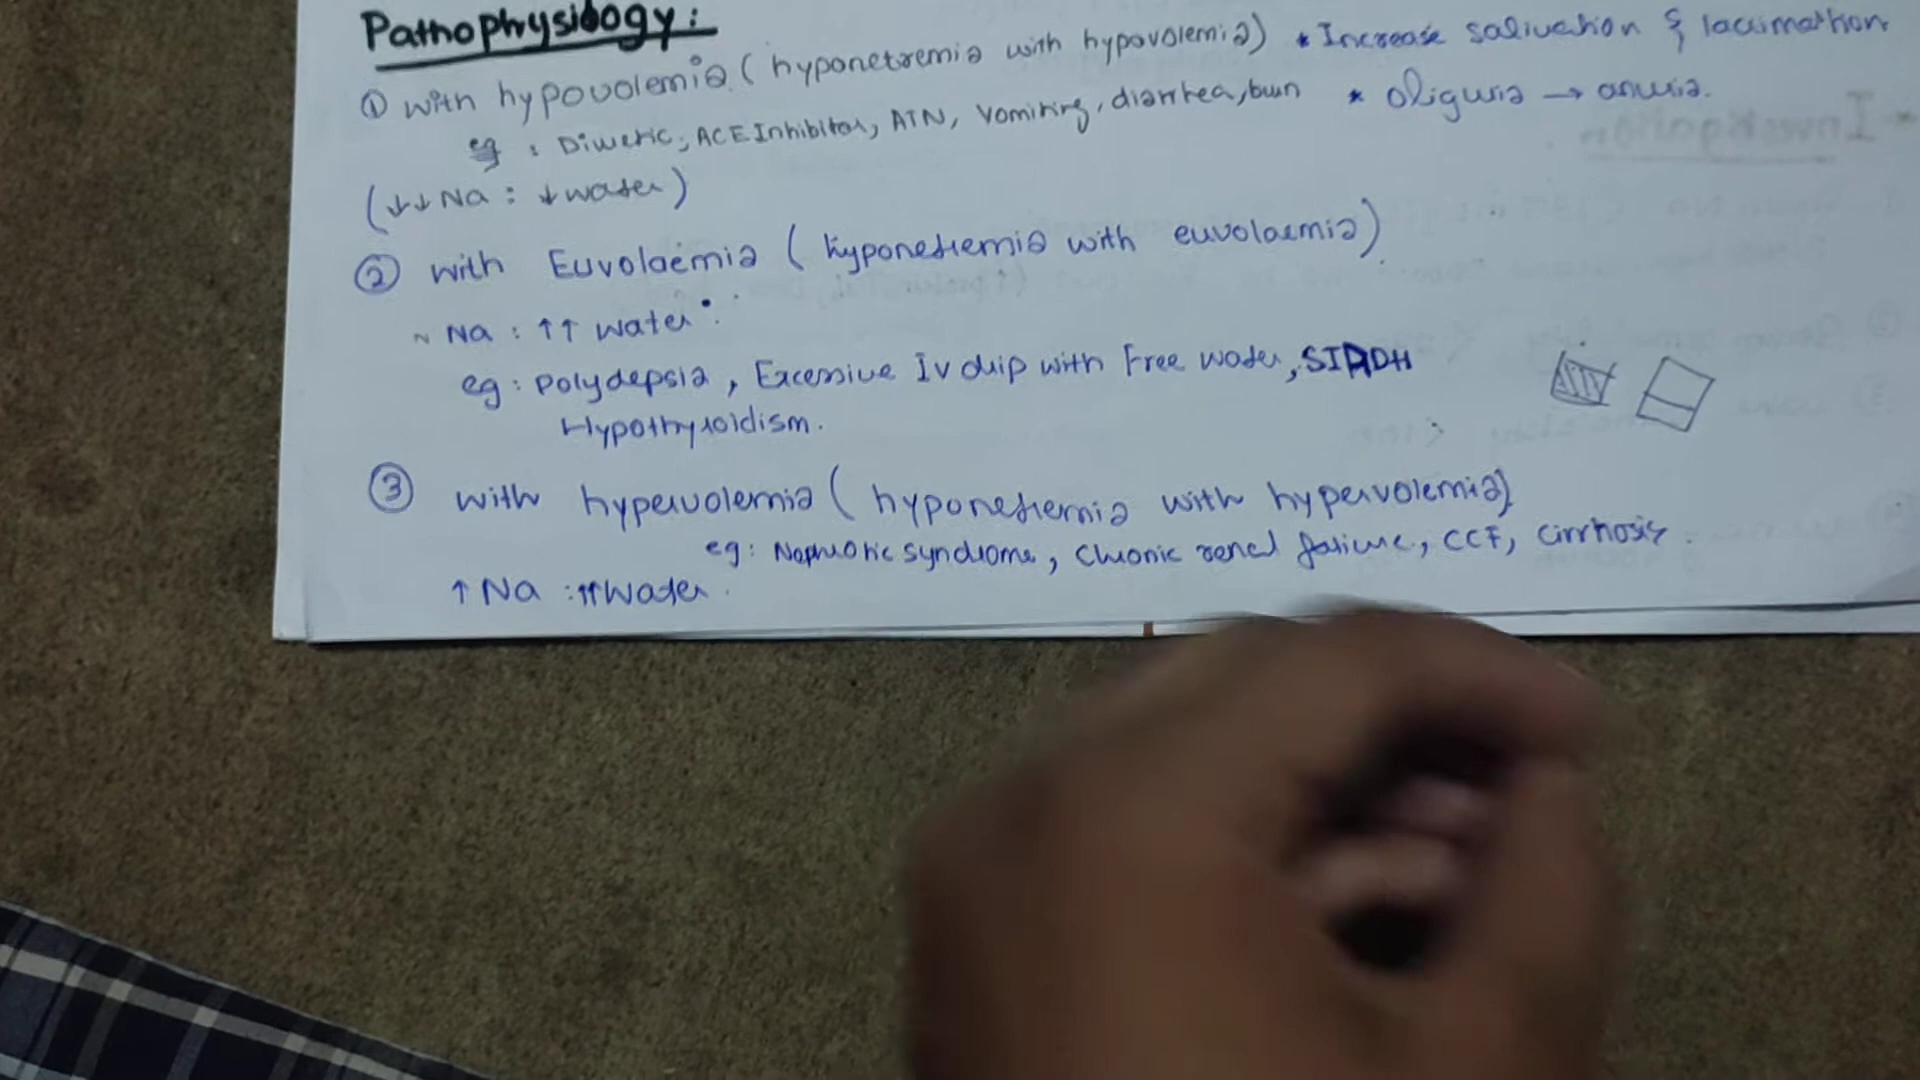 Pathophysiology:
① with hypovolemia (hyponetremia with hypovolemia) * Increase salivation & lacrimathon
eg : Diuretic, ACE Inhibitor, ATN, Vomiting, diarrhea, burn * oliguria → anuria.
(↓↓ Na : ↓ water)
② with Euvolaemia (hyponetremia with euvolaemia)
~ Na : ↑↑ water
eg : polydepsia, Excessive IV drip with Free water, SIADH
Hypothyroidism.
③ with hypervolemia (hyponetremia with hypervolemia)
eg: Nephrotic syndrome, Chronic renal failure, CCF, Cirrhosis.
↑ Na : ↑↑ Water.
* Investigation